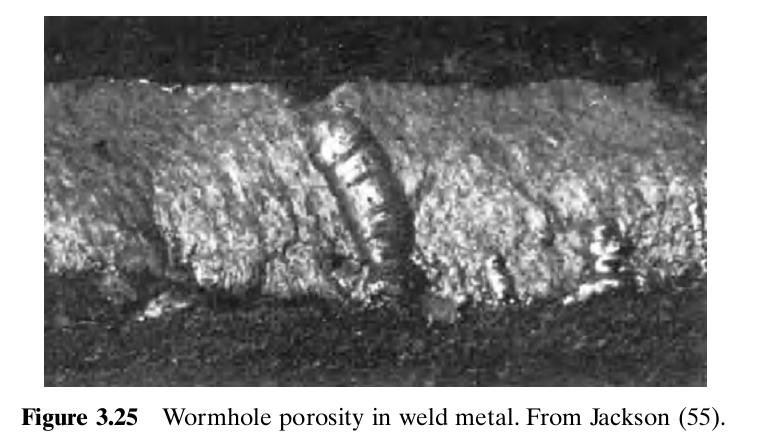 Figure 3.25 Wormhole porosity in weld metal. From Jackson (55).